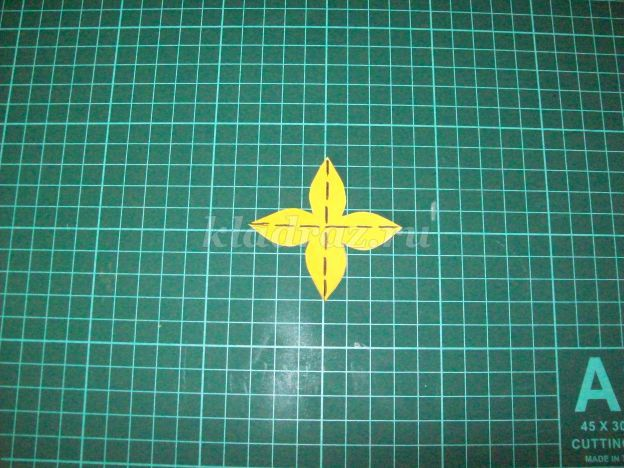 kladraz.ru
A
45 X 30
CUTTING
MADE IN T